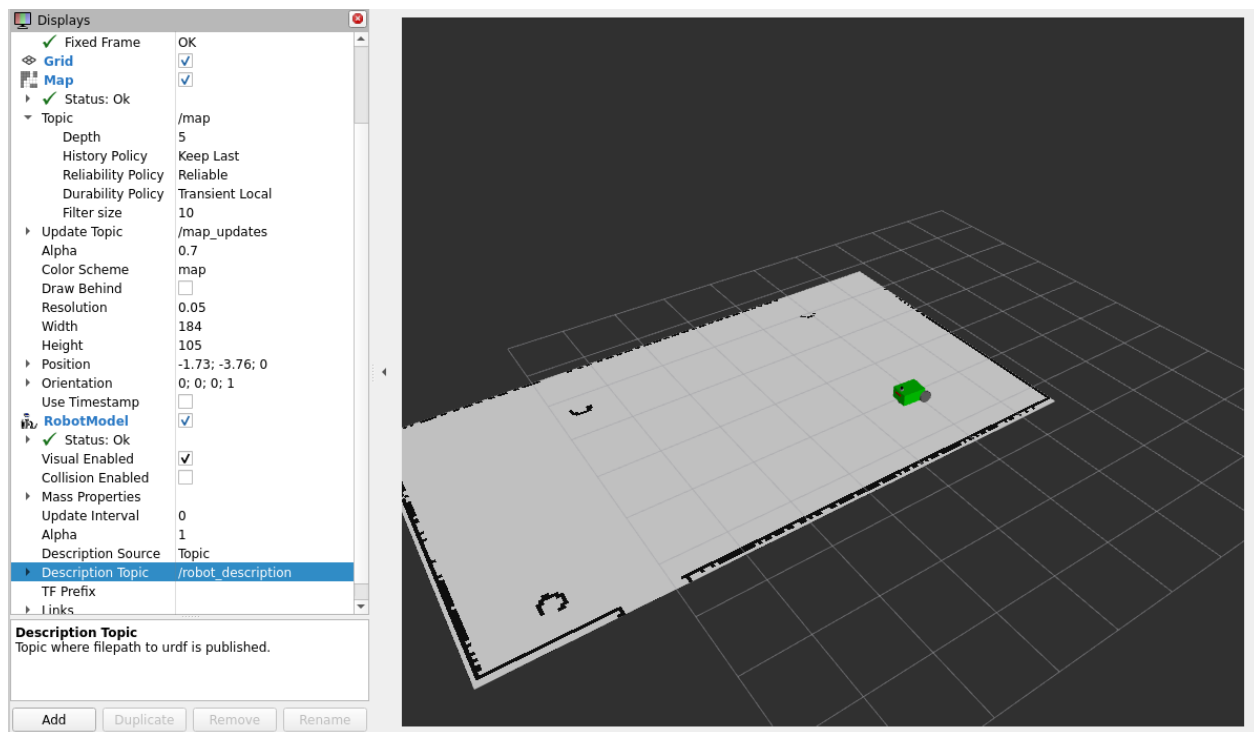 Displays
Fixed Frame OK
Grid
Map
Status: Ok
Topic /map
Depth 5
History Policy Keep Last
Reliability Policy Reliable
Durability Policy Transient Local
Filter size 10
Update Topic /map_updates
Alpha 0.7
Color Scheme map
Draw Behind
Resolution 0.05
Width 184
Height 105
Position -1.73; -3.76; 0
Orientation 0; 0; 0; 1
Use Timestamp
RobotModel
Status: Ok
Visual Enabled
Collision Enabled
Mass Properties
Update Interval 0
Alpha 1
Description Source Topic
Description Topic /robot_description
TF Prefix
Links
Description Topic
Topic where filepath to urdf is published.
Add Duplicate Remove Rename